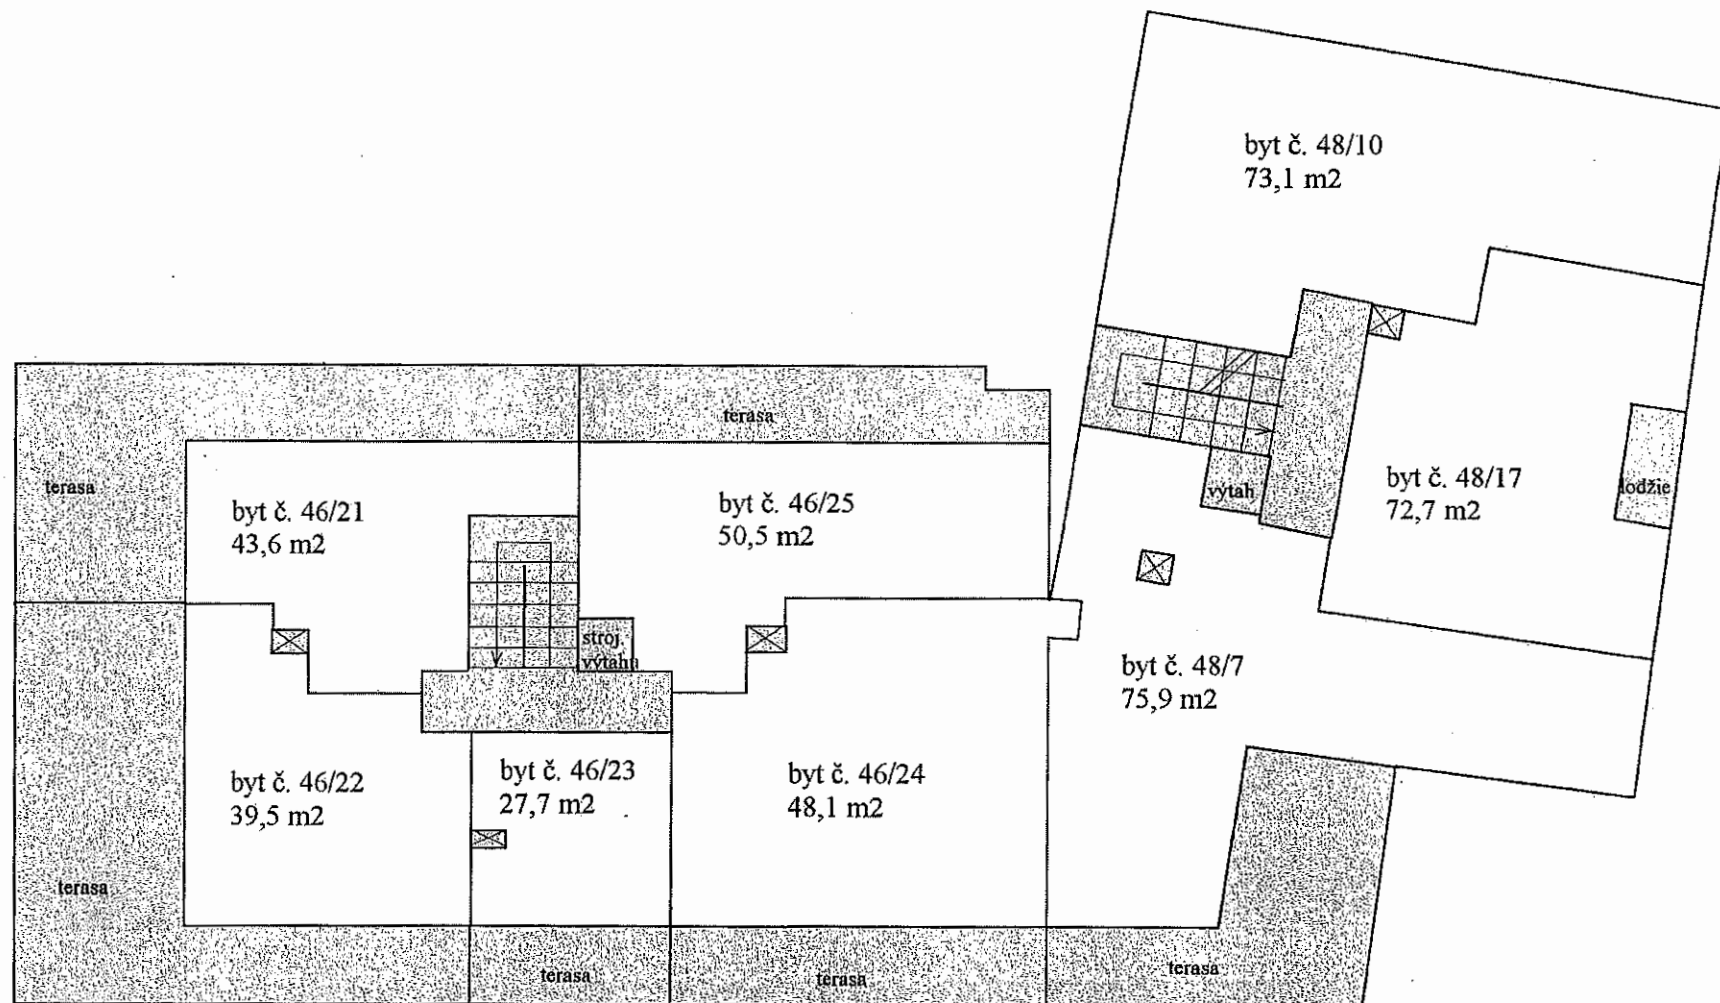 byt č. 48/10
73,1 m2
terasa
terasa
byt č. 46/21
43,6 m2
byt č. 46/25
50,5 m2
výtah
byt č. 48/17
72,7 m2
lodžie
stroj.
výtahu
byt č. 48/7
75,9 m2
byt č. 46/22
39,5 m2
byt č. 46/23
27,7 m2
byt č. 46/24
48,1 m2
terasa
terasa
terasa
terasa